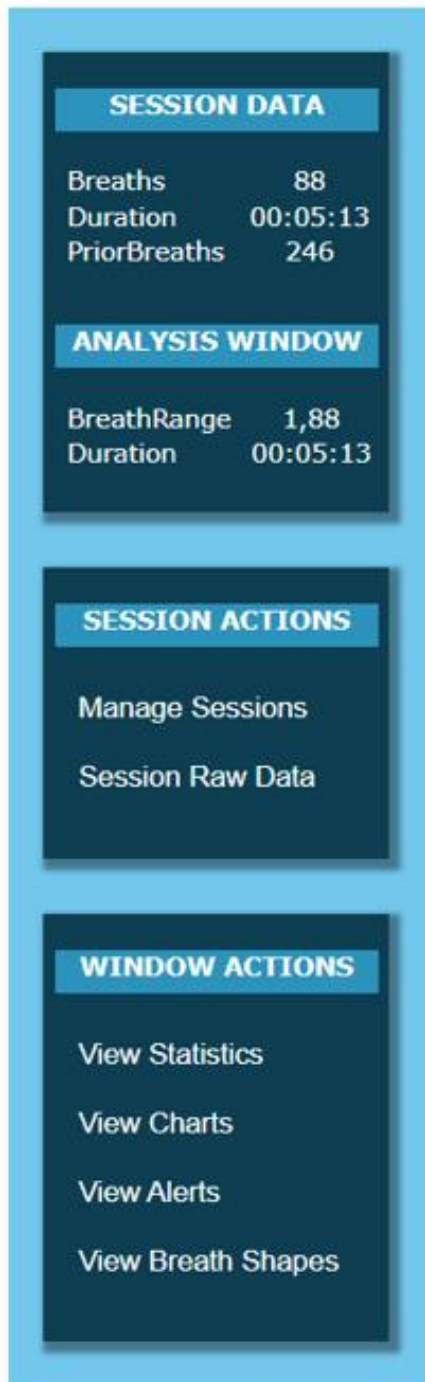 SESSION DATA
Breaths 88
Duration 00:05:13
PriorBreaths 246
ANALYSIS WINDOW
BreathRange 1,88
Duration 00:05:13
SESSION ACTIONS
Manage Sessions
Session Raw Data
WINDOW ACTIONS
View Statistics
View Charts
View Alerts
View Breath Shapes